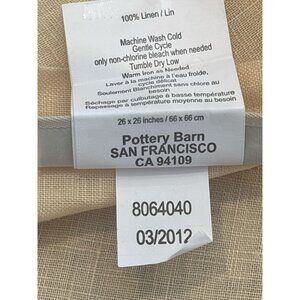 100% Linen / Lin
Machine Wash Cold
Gentle Cycle
only non-chlorine bleach when needed
Tumble Dry Low
Warm Iron as Needed
Laver à la machine à l'eau froide,
cycle délicat
Seulement Blanchiment sans chlore si
besoin
Séchage par culbutage à basse température
Repassage à température moyenne au besoin
26 x 26 inches / 66 x 66 cm
Pottery Barn
SAN FRANCISCO
CA 94109
8064040
03/2012